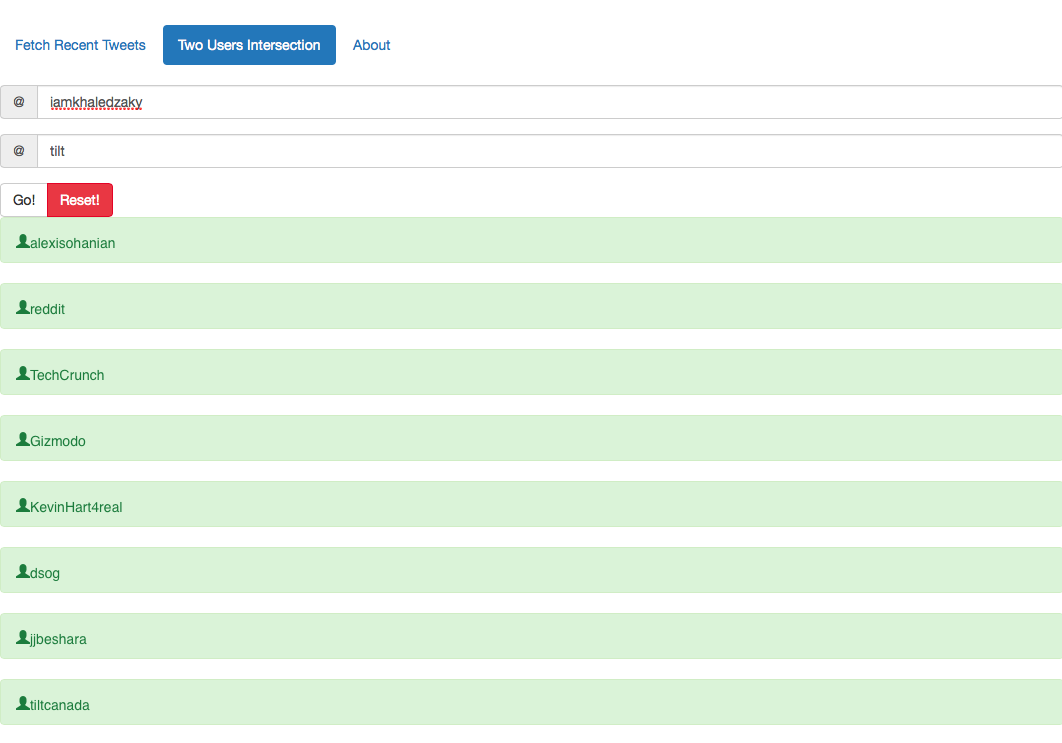 Fetch Recent Tweets Two Users Intersection About
@ iamkhaledzaky
@ tilt
Go! Reset!
alexisohanian
reddit
TechCrunch
Gizmodo
KevinHart4real
dsog
jjbeshara
tiltcanada